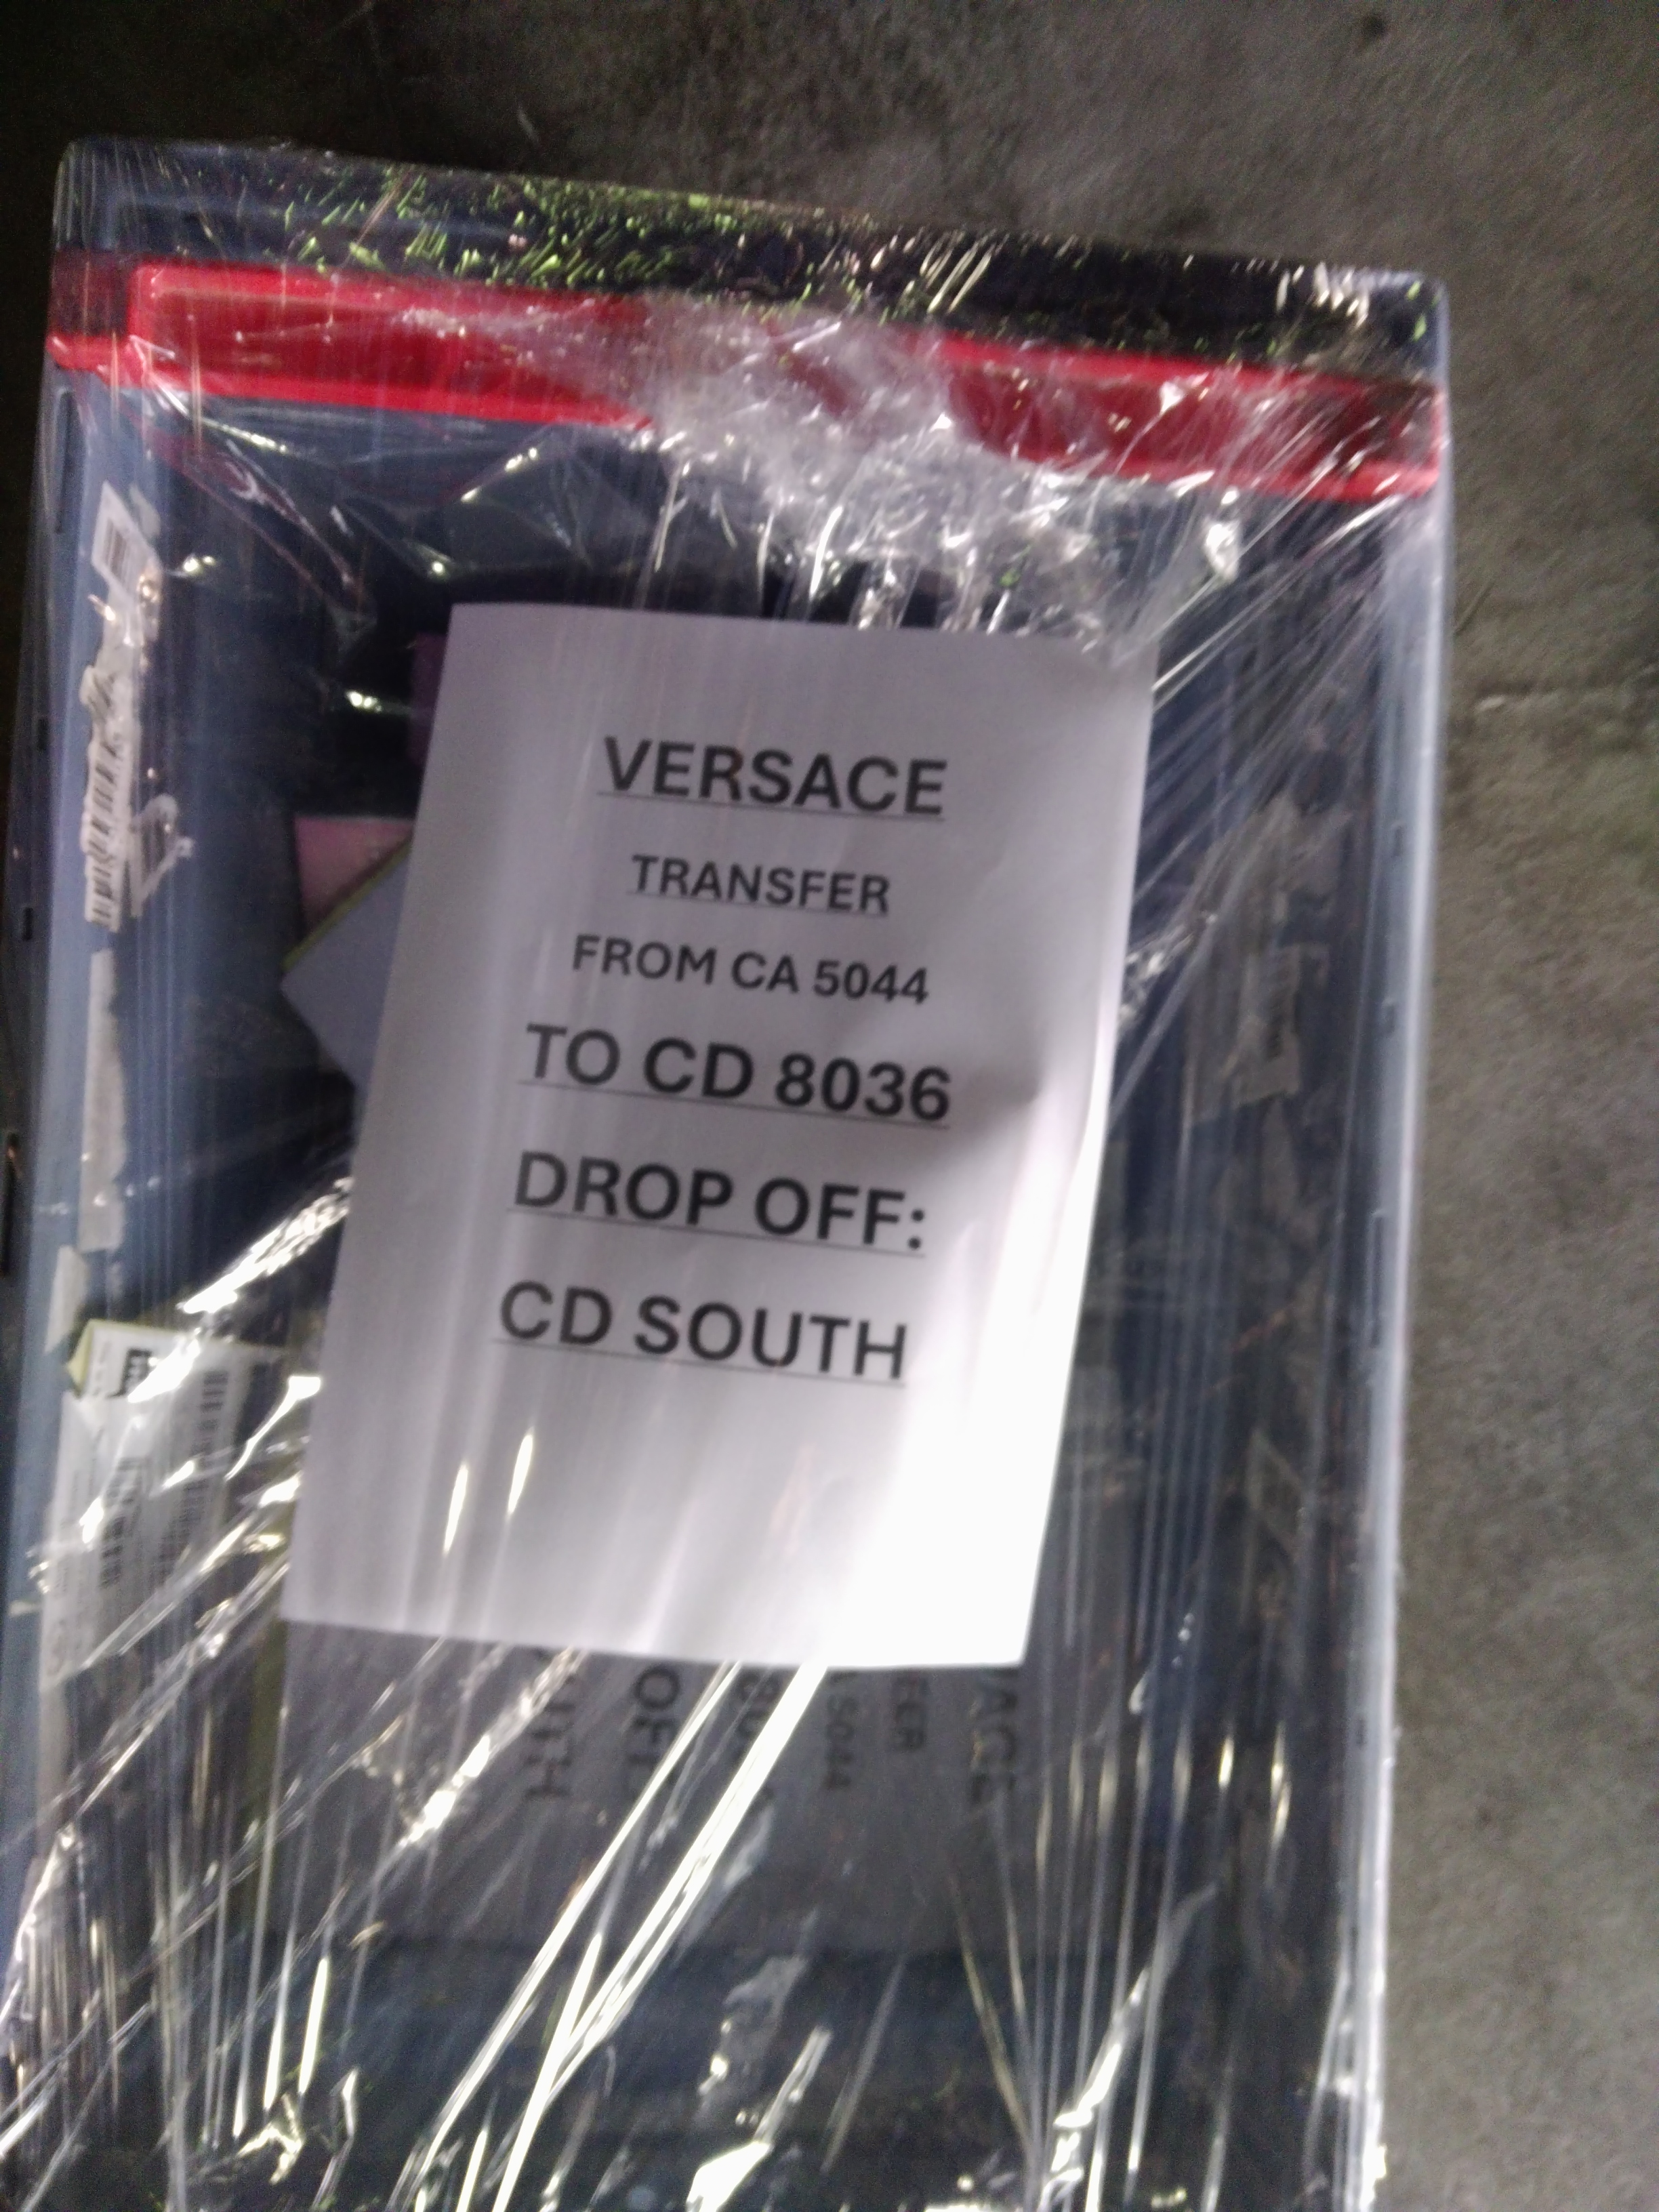 VERSACE
TRANSFER
FROM CA 5044
TO CD 8036
DROP OFF:
CD SOUTH